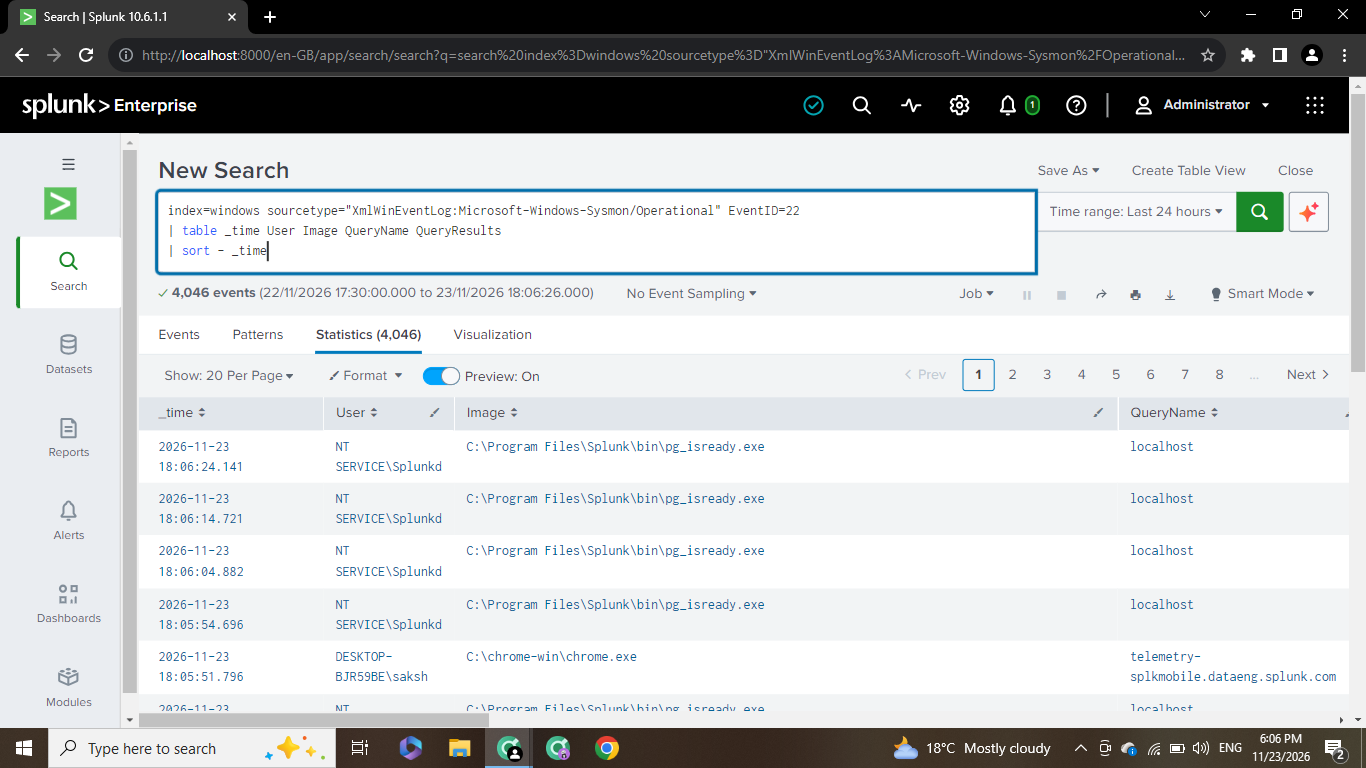 Search | Splunk 10.6.1.1
http://localhost:8000/en-GB/app/search/search?q=search%20index%3Dwindows%20sourcetype%3D"XmlWinEventLog%3AMicrosoft-Windows-Sysmon%2FOperational...
splunk> Enterprise
1
Administrator
Search
Datasets
Reports
Alerts
Dashboards
Modules
New Search
Save As
Create Table View
Close
index=windows sourcetype="XmlWinEventLog:Microsoft-Windows-Sysmon/Operational" EventID=22
| table _time User Image QueryName QueryResults
| sort - _time
Time range: Last 24 hours
4,046 events (22/11/2026 17:30:00.000 to 23/11/2026 18:06:26.000)
No Event Sampling
Job
Smart Mode
Events
Patterns
Statistics (4,046)
Visualization
Show: 20 Per Page
Format
Preview: On
< Prev
1
2
3
4
5
6
7
8
...
Next >
_time
User
Image
QueryName
2026-11-23
18:06:24.141
NT
SERVICE\Splunkd
C:\Program Files\Splunk\bin\pg_isready.exe
localhost
2026-11-23
18:06:14.721
NT
SERVICE\Splunkd
C:\Program Files\Splunk\bin\pg_isready.exe
localhost
2026-11-23
18:06:04.882
NT
SERVICE\Splunkd
C:\Program Files\Splunk\bin\pg_isready.exe
localhost
2026-11-23
18:05:54.696
NT
SERVICE\Splunkd
C:\Program Files\Splunk\bin\pg_isready.exe
localhost
2026-11-23
18:05:51.796
DESKTOP-
BJR59BE\saksh
C:\chrome-win\chrome.exe
telemetry-
splkmobile.dataeng.splunk.com
2026-11-23
NT
C:\Program Files\Splunk\bin\pg_isready.exe
localhost
Type here to search
18°C Mostly cloudy
ENG
6:06 PM
11/23/2026
2